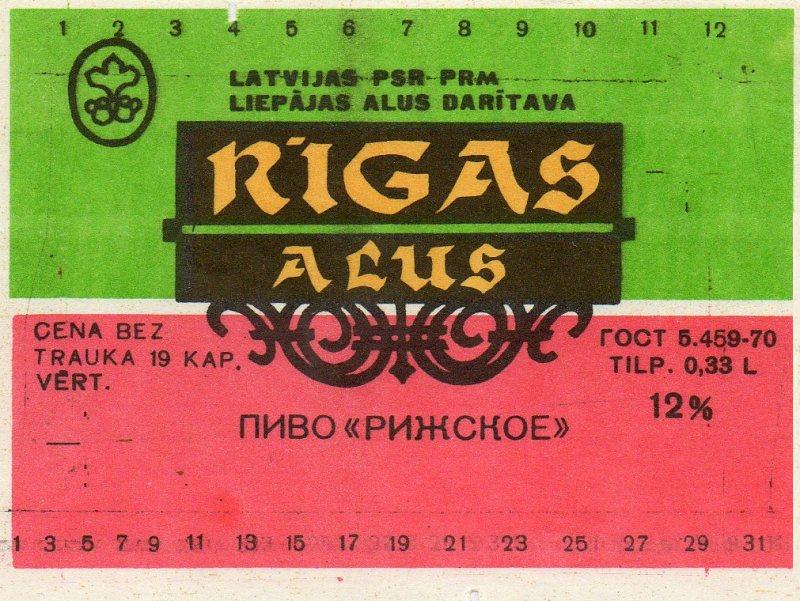 1 2 3 4 5 6 7 8 9 10 11 12
LATVIJAS PSR PRM
LIEPĀJAS ALUS DARĪTAVA
RĪGAS
ALUS
CENA BEZ
TRAUKA 19 KAP.
VĒRT.
ГОСТ 5.459-70
TILP. 0,33 L
12%
ПИВО «РИЖСКОЕ»
1 3 5 7 9 11 13 15 17 19 21 23 25 27 29 31